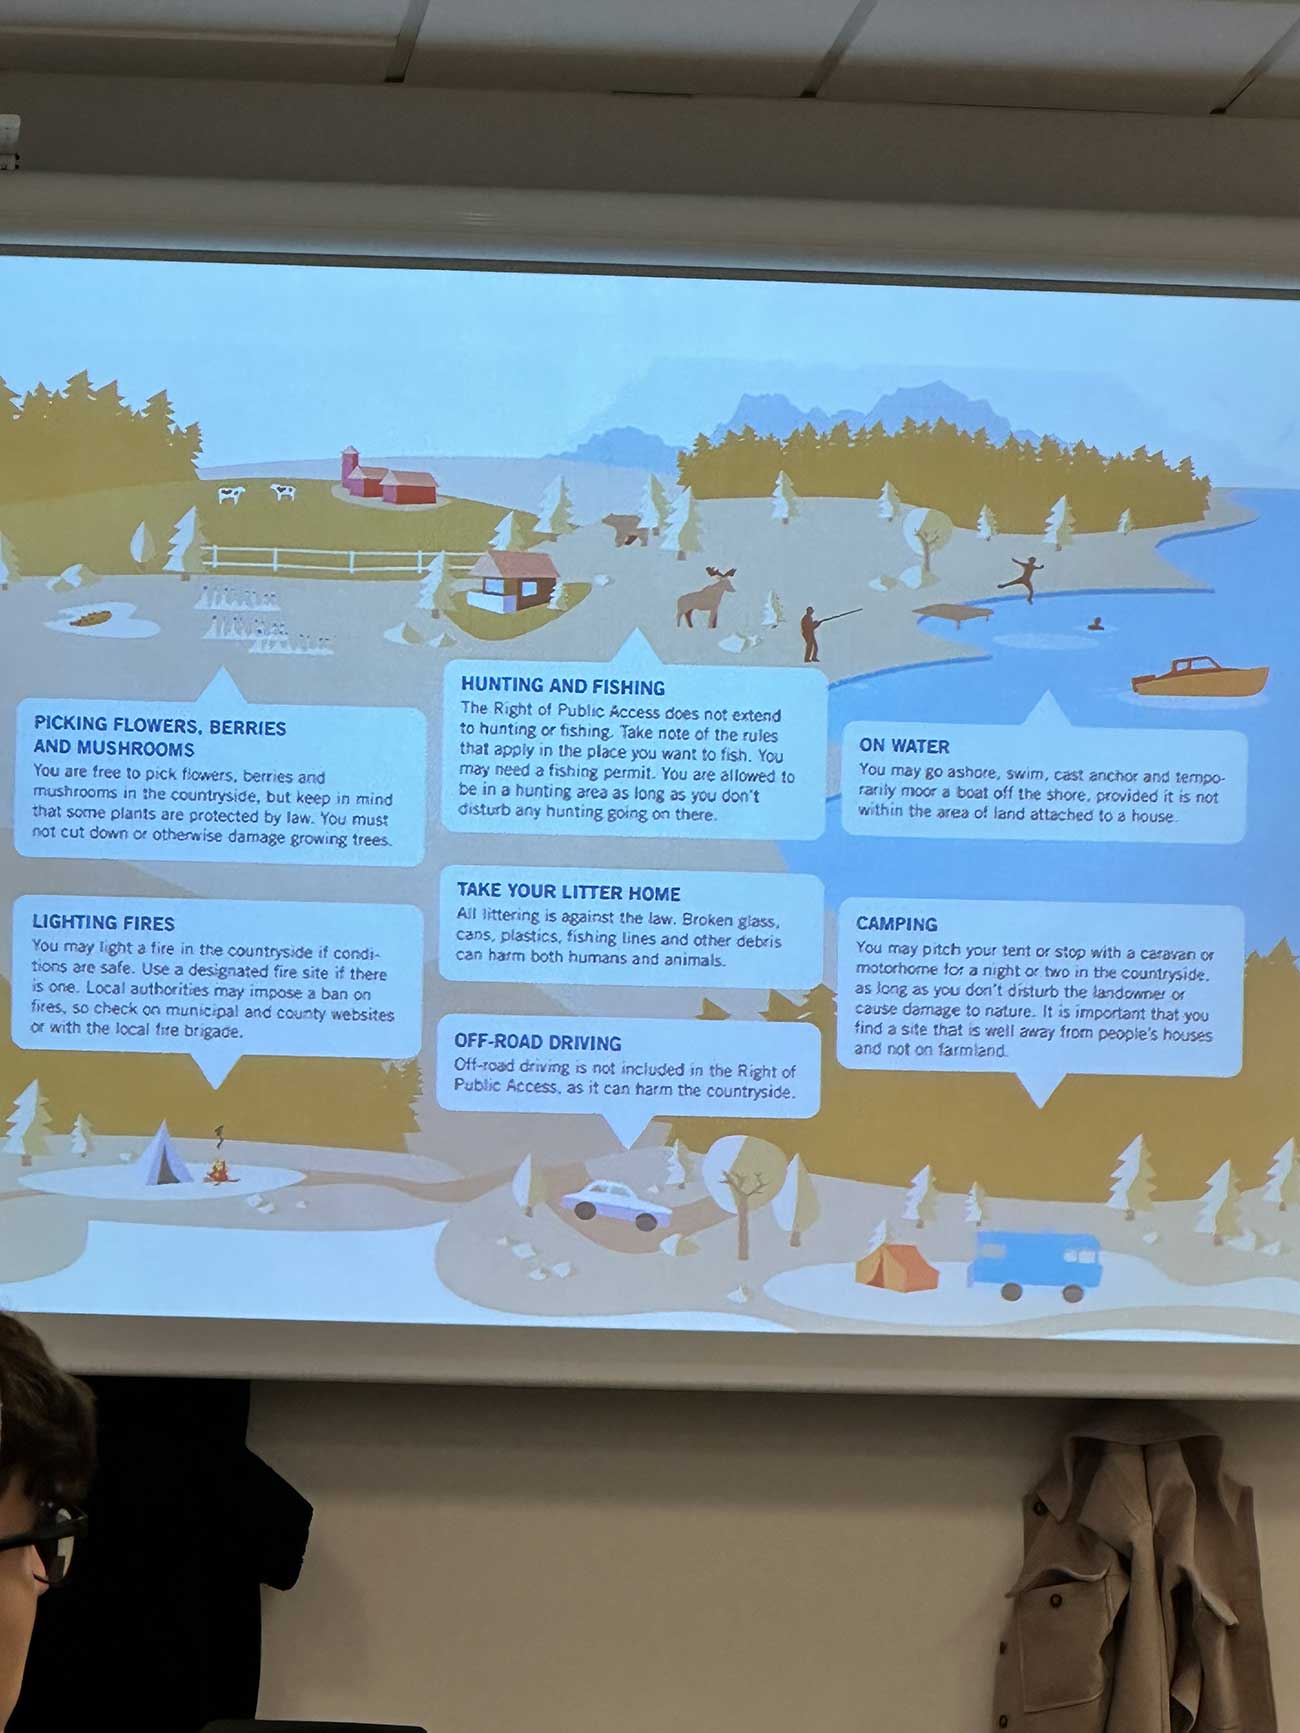 PICKING FLOWERS, BERRIES
AND MUSHROOMS
You are free to pick flowers, berries and
mushrooms in the countryside, but keep in mind
that some plants are protected by law. You must
not cut down or otherwise damage growing trees.
HUNTING AND FISHING
The Right of Public Access does not extend
to hunting or fishing. Take note of the rules
that apply in the place you want to fish. You
may need a fishing permit. You are allowed to
be in a hunting area as long as you don't
disturb any hunting going on there.
ON WATER
You may go ashore, swim, cast anchor and tempo-
rarily moor a boat off the shore, provided it is not
within the area of land attached to a house.
LIGHTING FIRES
You may light a fire in the countryside if condi-
tions are safe. Use a designated fire site if there
is one. Local authorities may impose a ban on
fires, so check on municipal and county websites
or with the local fire brigade.
TAKE YOUR LITTER HOME
All littering is against the law. Broken glass,
cans, plastics, fishing lines and other debris
can harm both humans and animals.
CAMPING
You may pitch your tent or stop with a caravan or
motorhome for a night or two in the countryside,
as long as you don't disturb the landowner or
cause damage to nature. It is important that you
find a site that is well away from people's houses
and not on farmland.
OFF-ROAD DRIVING
Off-road driving is not included in the Right of
Public Access, as it can harm the countryside.